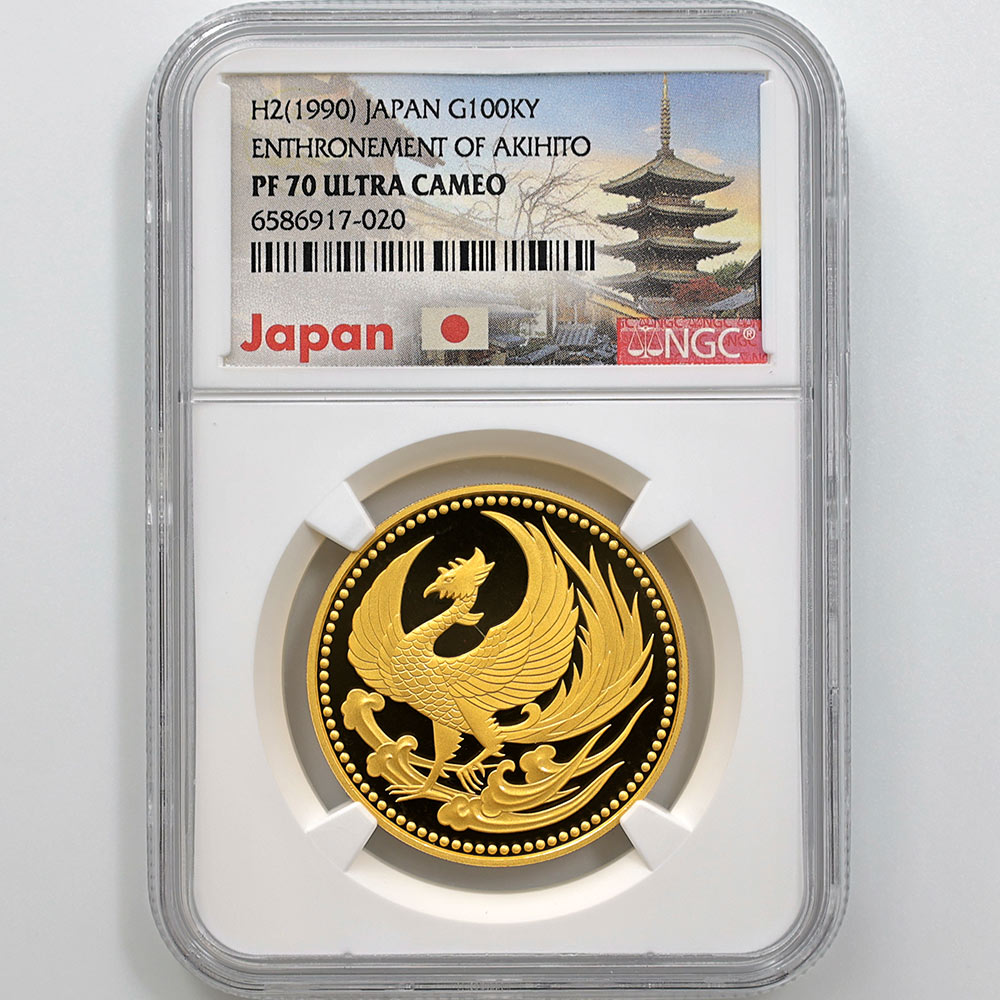 H2(1990) JAPAN G100KY
ENTHRONEMENT OF AKIHITO
PF 70 ULTRA CAMEO
6586917-020
Japan
NGC®